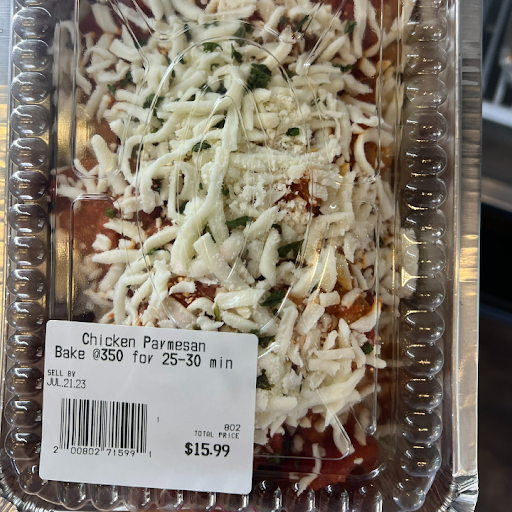 Chicken Parmesan
Bake @350 for 25-30 min
SELL BY
JUL.21.23
802
TOTAL PRICE
$15.99
2 00802 71599 1